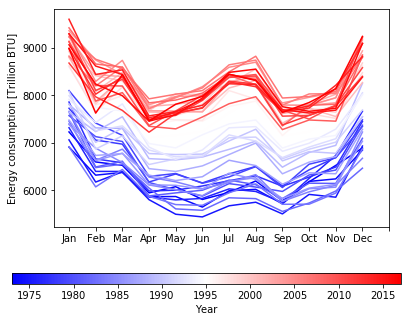 Energy consumption [Trillion BTU]
9000
8000
7000
6000
Jan Feb Mar Apr May Jun Jul Aug Sep Oct Nov Dec
1975 1980 1985 1990 1995 2000 2005 2010 2015
Year